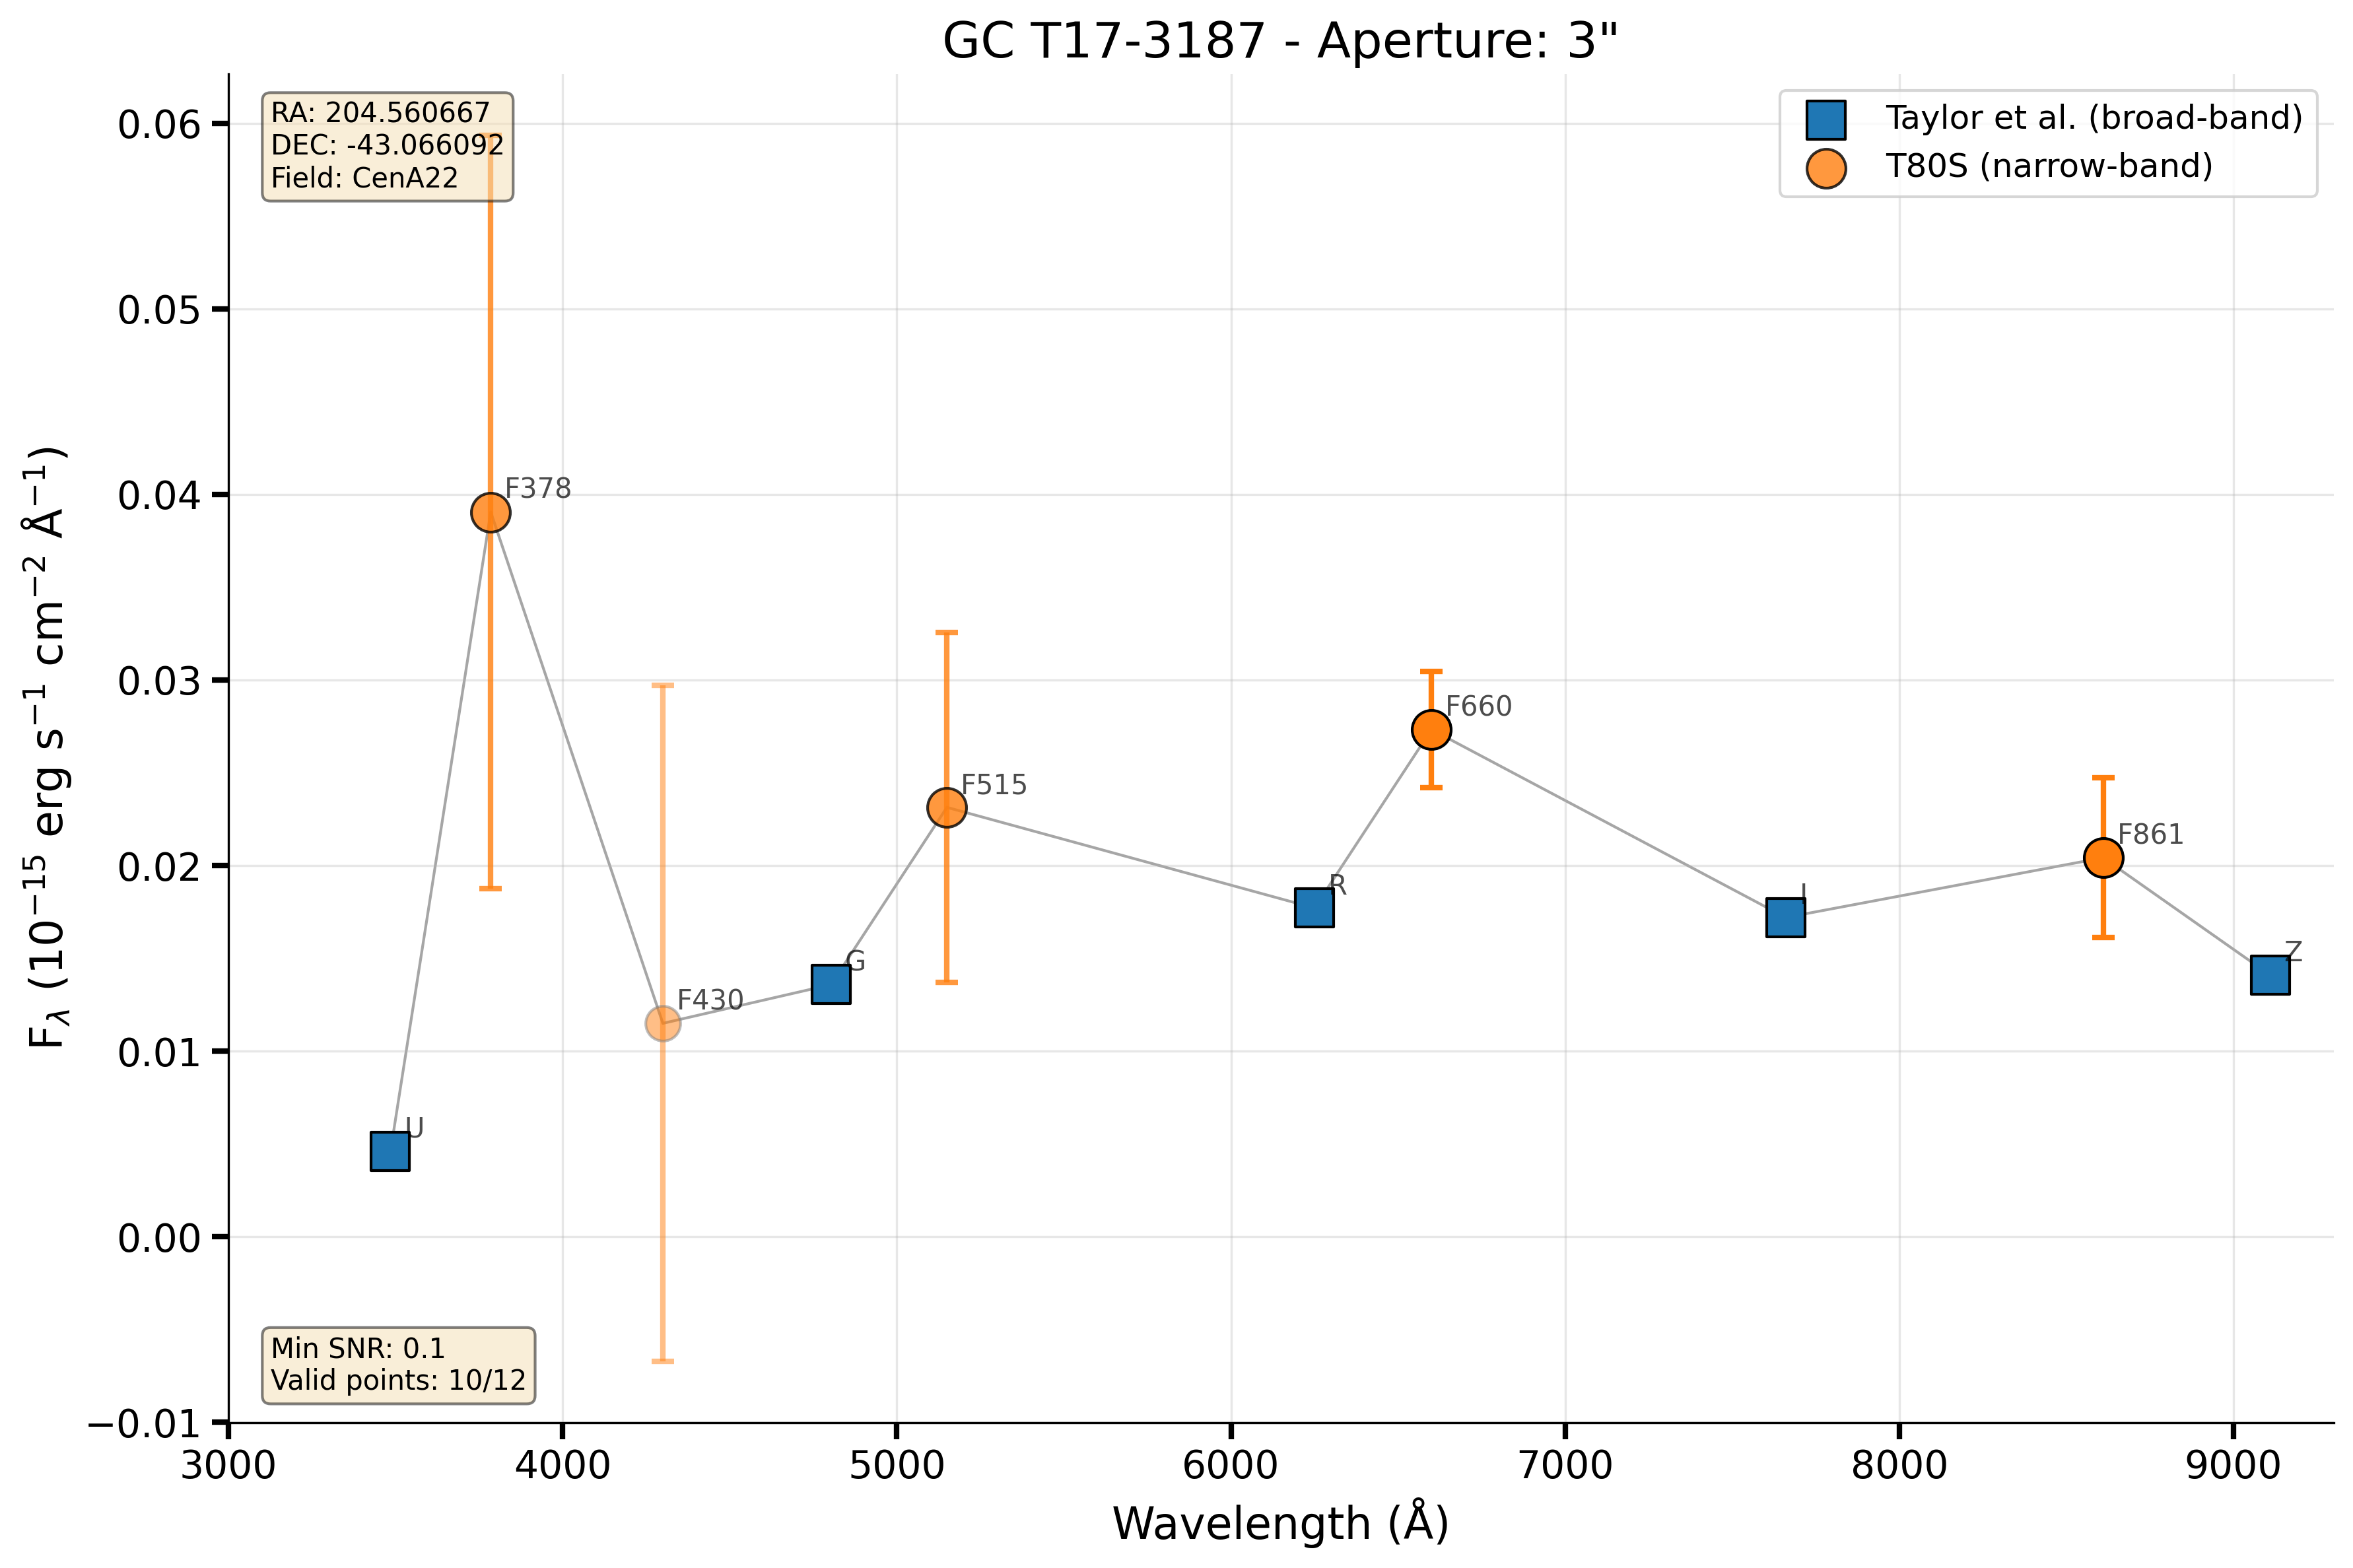 GC T17-3187 - Aperture: 3"
RA: 204.560667
DEC: -43.066092
Field: CenA22
Taylor et al. (broad-band)
T80S (narrow-band)
0.06
0.05
0.04
0.03
0.02
0.01
0.00
−0.01
F$_λ$ (10$^{−15}$ erg s$^{−1}$ cm$^{−2}$ Å$^{−1}$)
U
F378
F430
G
F515
R
F660
I
F861
Z
Min SNR: 0.1
Valid points: 10/12
3000 4000 5000 6000 7000 8000 9000
Wavelength (Å)